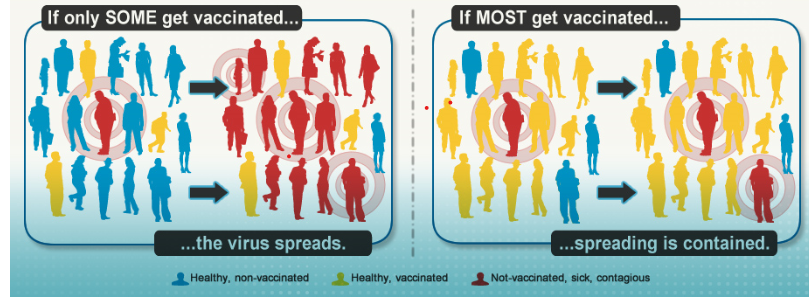 If only SOME get vaccinated...
If MOST get vaccinated...
...the virus spreads.
...spreading is contained.
Healthy, non-vaccinated
Healthy, vaccinated
Not-vaccinated, sick, contagious